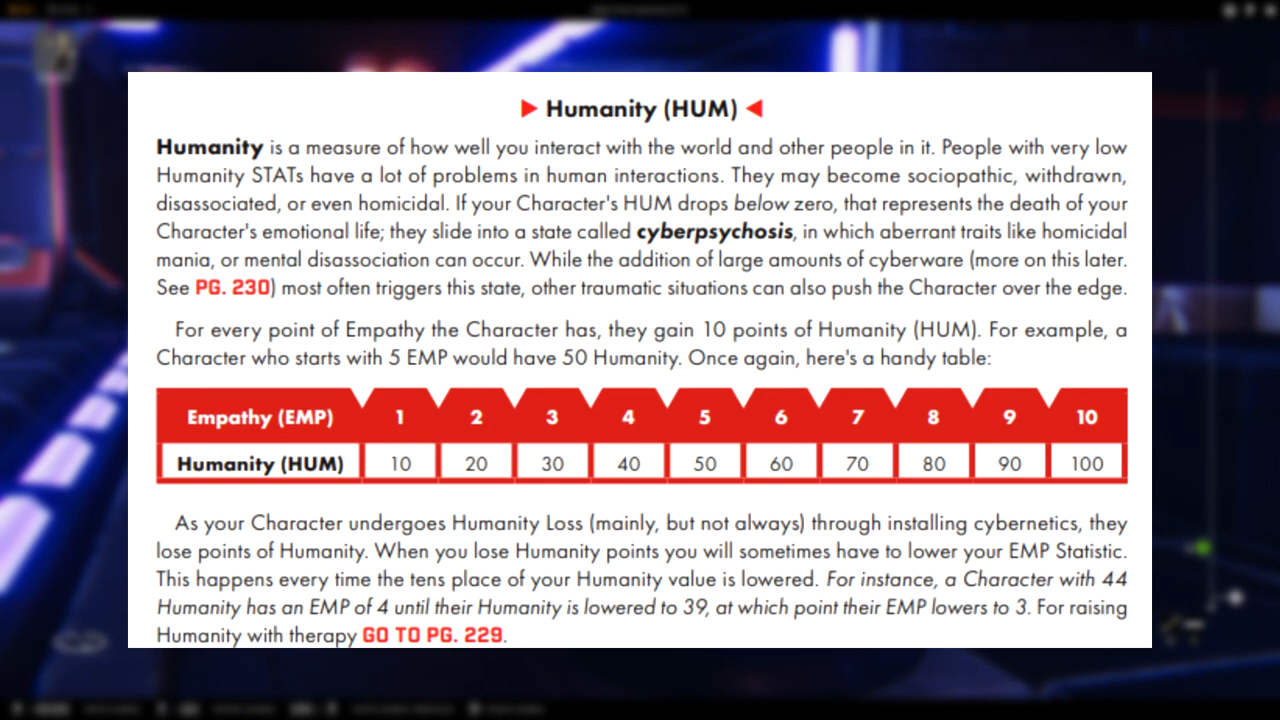 ▶ Humanity (HUM) ◀
Humanity is a measure of how well you interact with the world and other people in it. People with very low
Humanity STATs have a lot of problems in human interactions. They may become sociopathic, withdrawn,
disassociated, or even homicidal. If your Character's HUM drops below zero, that represents the death of your
Character's emotional life; they slide into a state called cyberpsychosis, in which aberrant traits like homicidal
mania, or mental disassociation can occur. While the addition of large amounts of cyberware (more on this later.
See PG. 230) most often triggers this state, other traumatic situations can also push the Character over the edge.
For every point of Empathy the Character has, they gain 10 points of Humanity (HUM). For example, a
Character who starts with 5 EMP would have 50 Humanity. Once again, here's a handy table:
Empathy (EMP) 1 2 3 4 5 6 7 8 9 10
Humanity (HUM) 10 20 30 40 50 60 70 80 90 100
As your Character undergoes Humanity Loss (mainly, but not always) through installing cybernetics, they
lose points of Humanity. When you lose Humanity points you will sometimes have to lower your EMP Statistic.
This happens every time the tens place of your Humanity value is lowered. For instance, a Character with 44
Humanity has an EMP of 4 until their Humanity is lowered to 39, at which point their EMP lowers to 3. For raising
Humanity with therapy GO TO PG. 229.